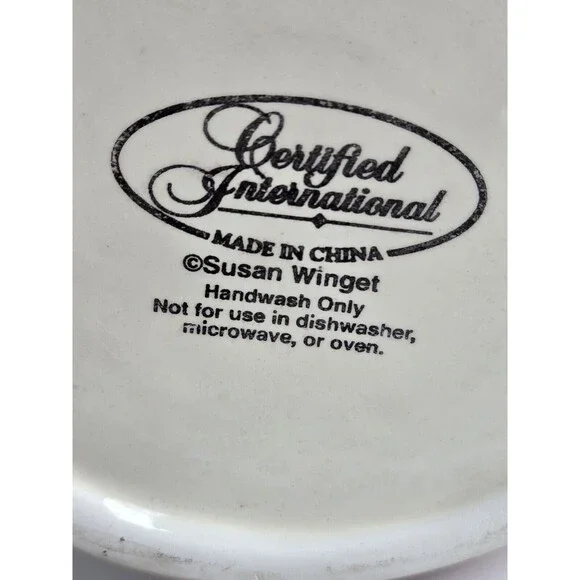 Certified
International
MADE IN CHINA
©Susan Winget
Handwash Only
Not for use in dishwasher,
microwave, or oven.